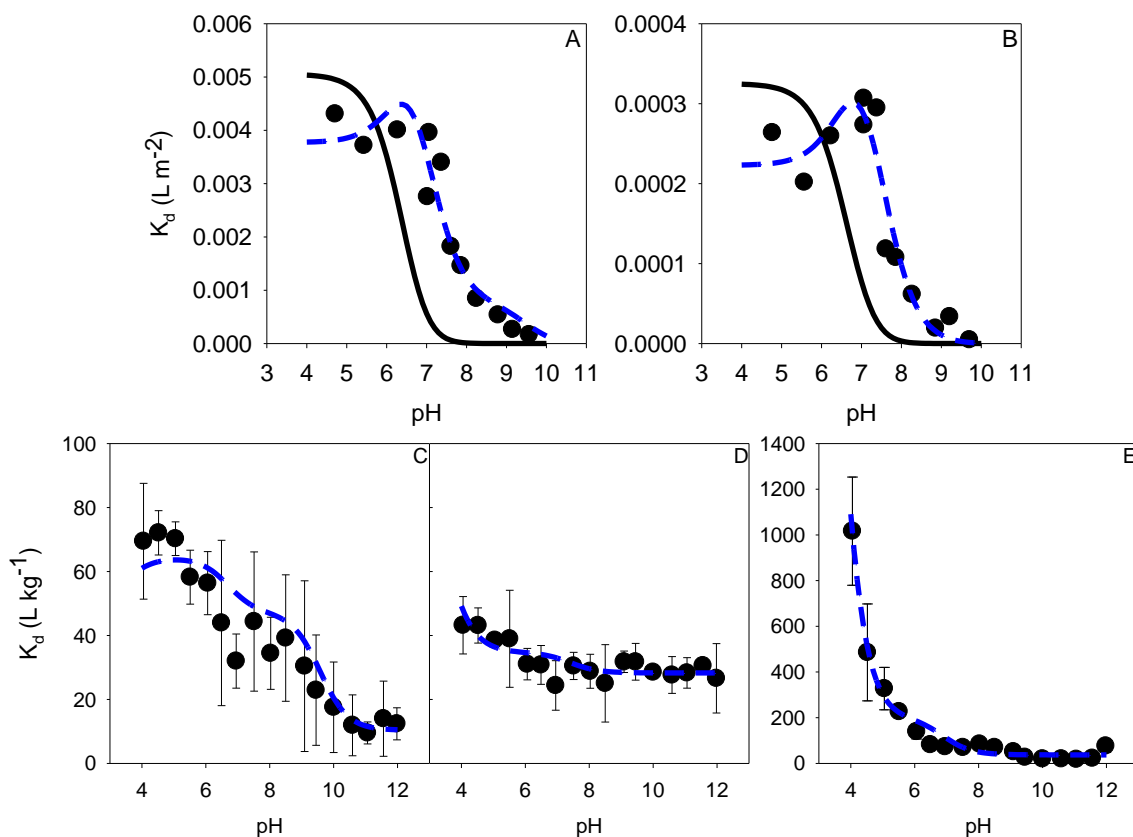 A
B
0.006
0.005
0.004
0.003
0.002
0.001
0.000
K_d (L m^-2)
3 4 5 6 7 8 9 10 11
pH
0.0004
0.0003
0.0002
0.0001
0.0000
3 4 5 6 7 8 9 10 11
pH
C
D
E
100
80
60
40
20
0
K_d (L kg^-1)
4 6 8 10 12
pH
4 6 8 10 12
pH
1400
1200
1000
800
600
400
200
0
4 6 8 10 12
pH